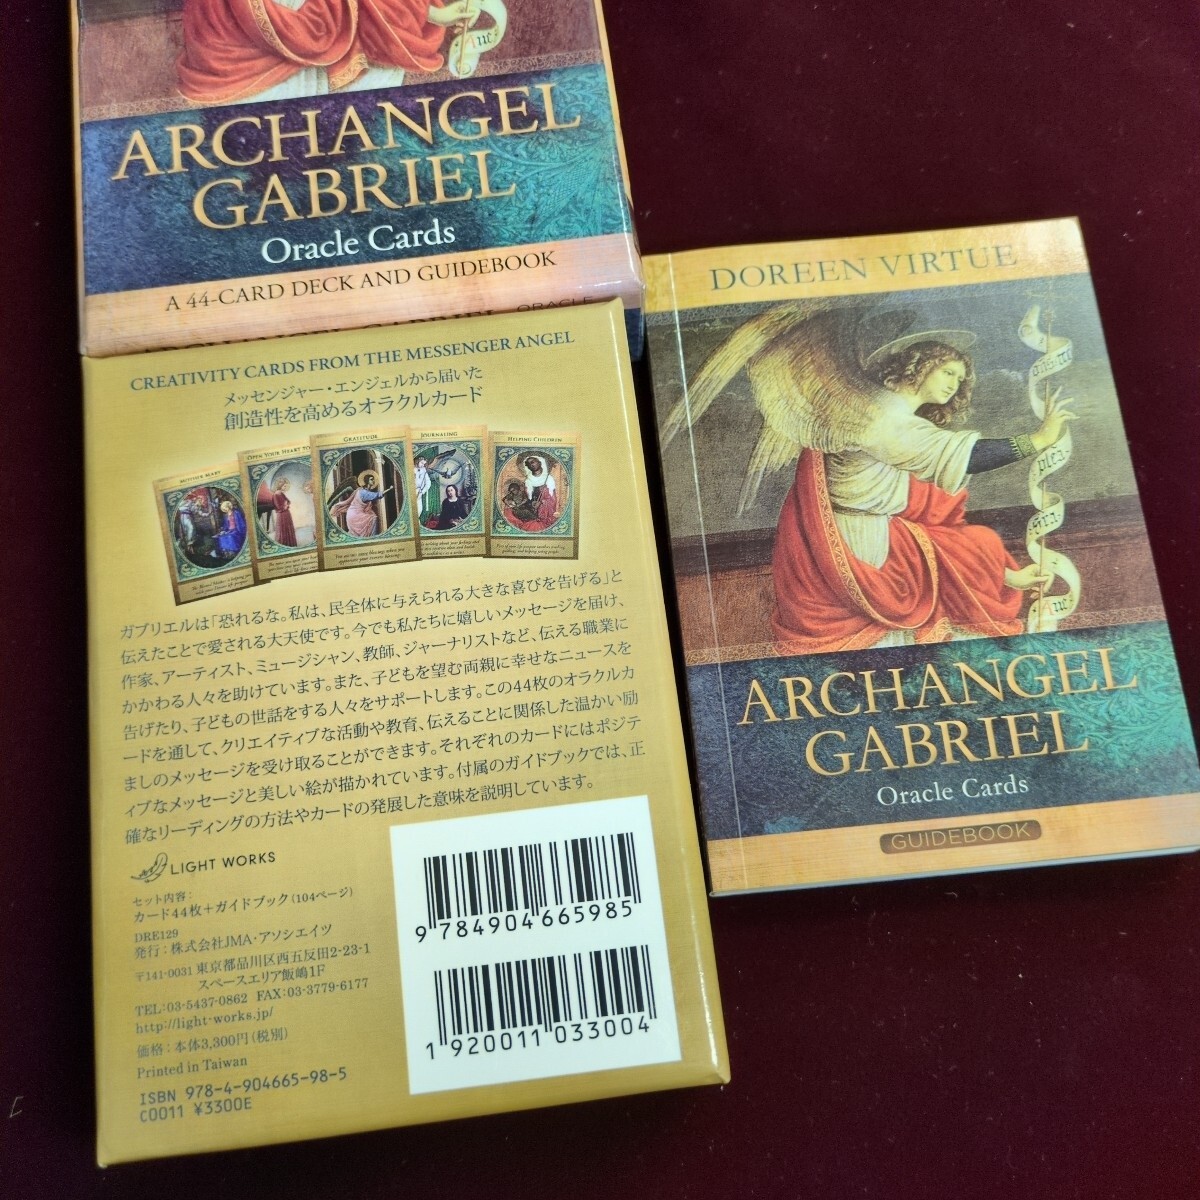 Aue
ARCHANGEL
GABRIEL
Oracle Cards
A 44-CARD DECK AND GUIDEBOOK
ORACLE
CREATIVITY CARDS FROM THE MESSENGER ANGEL
メッセンジャー・エンジェルから届いた
創造性を高めるオラクルカード
MOTHER MARY
OPEN YOUR HEART TO
GRATITUDE
JOURNALING
HELPING CHILDREN
ガブリエルは「恐れるな。私は、民全体に与えられる大きな喜びを告げる」と
伝えたことで愛される大天使です。今でも私たちに嬉しいメッセージを届け、
作家、アーティスト、ミュージシャン、教師、ジャーナリストなど、伝える職業に
かかわる人々を助けています。また、子どもを望む両親に幸せなニュースを
告げたり、子どもの世話をする人々をサポートします。この44枚のオラクルカ
ードを通して、クリエイティブな活動や教育、伝えることに関係した温かい励
ましのメッセージを受け取ることができます。それぞれのカードにはポジテ
ィブなメッセージと美しい絵が描かれています。付属のガイドブックでは、正
確なリーディングの方法やカードの発展した意味を説明しています。
LIGHT WORKS
セット内容:
カード44枚+ガイドブック(104ページ)
DRE129
発行:株式会社JMA・アソシエイツ
〒141-0031 東京都品川区西五反田2-23-1
スペースエリア飯嶋1F
TEL:03-5437-0862 FAX:03-3779-6177
http://light-works.jp/
価格:本体3,300円(税別)
Printed in Taiwan
ISBN 978-4-904665-98-5
C0011 ¥3300E
9 784904 665985
1 920011 033004
DOREEN VIRTUE
plea
Aue
ARCHANGEL
GABRIEL
Oracle Cards
GUIDEBOOK